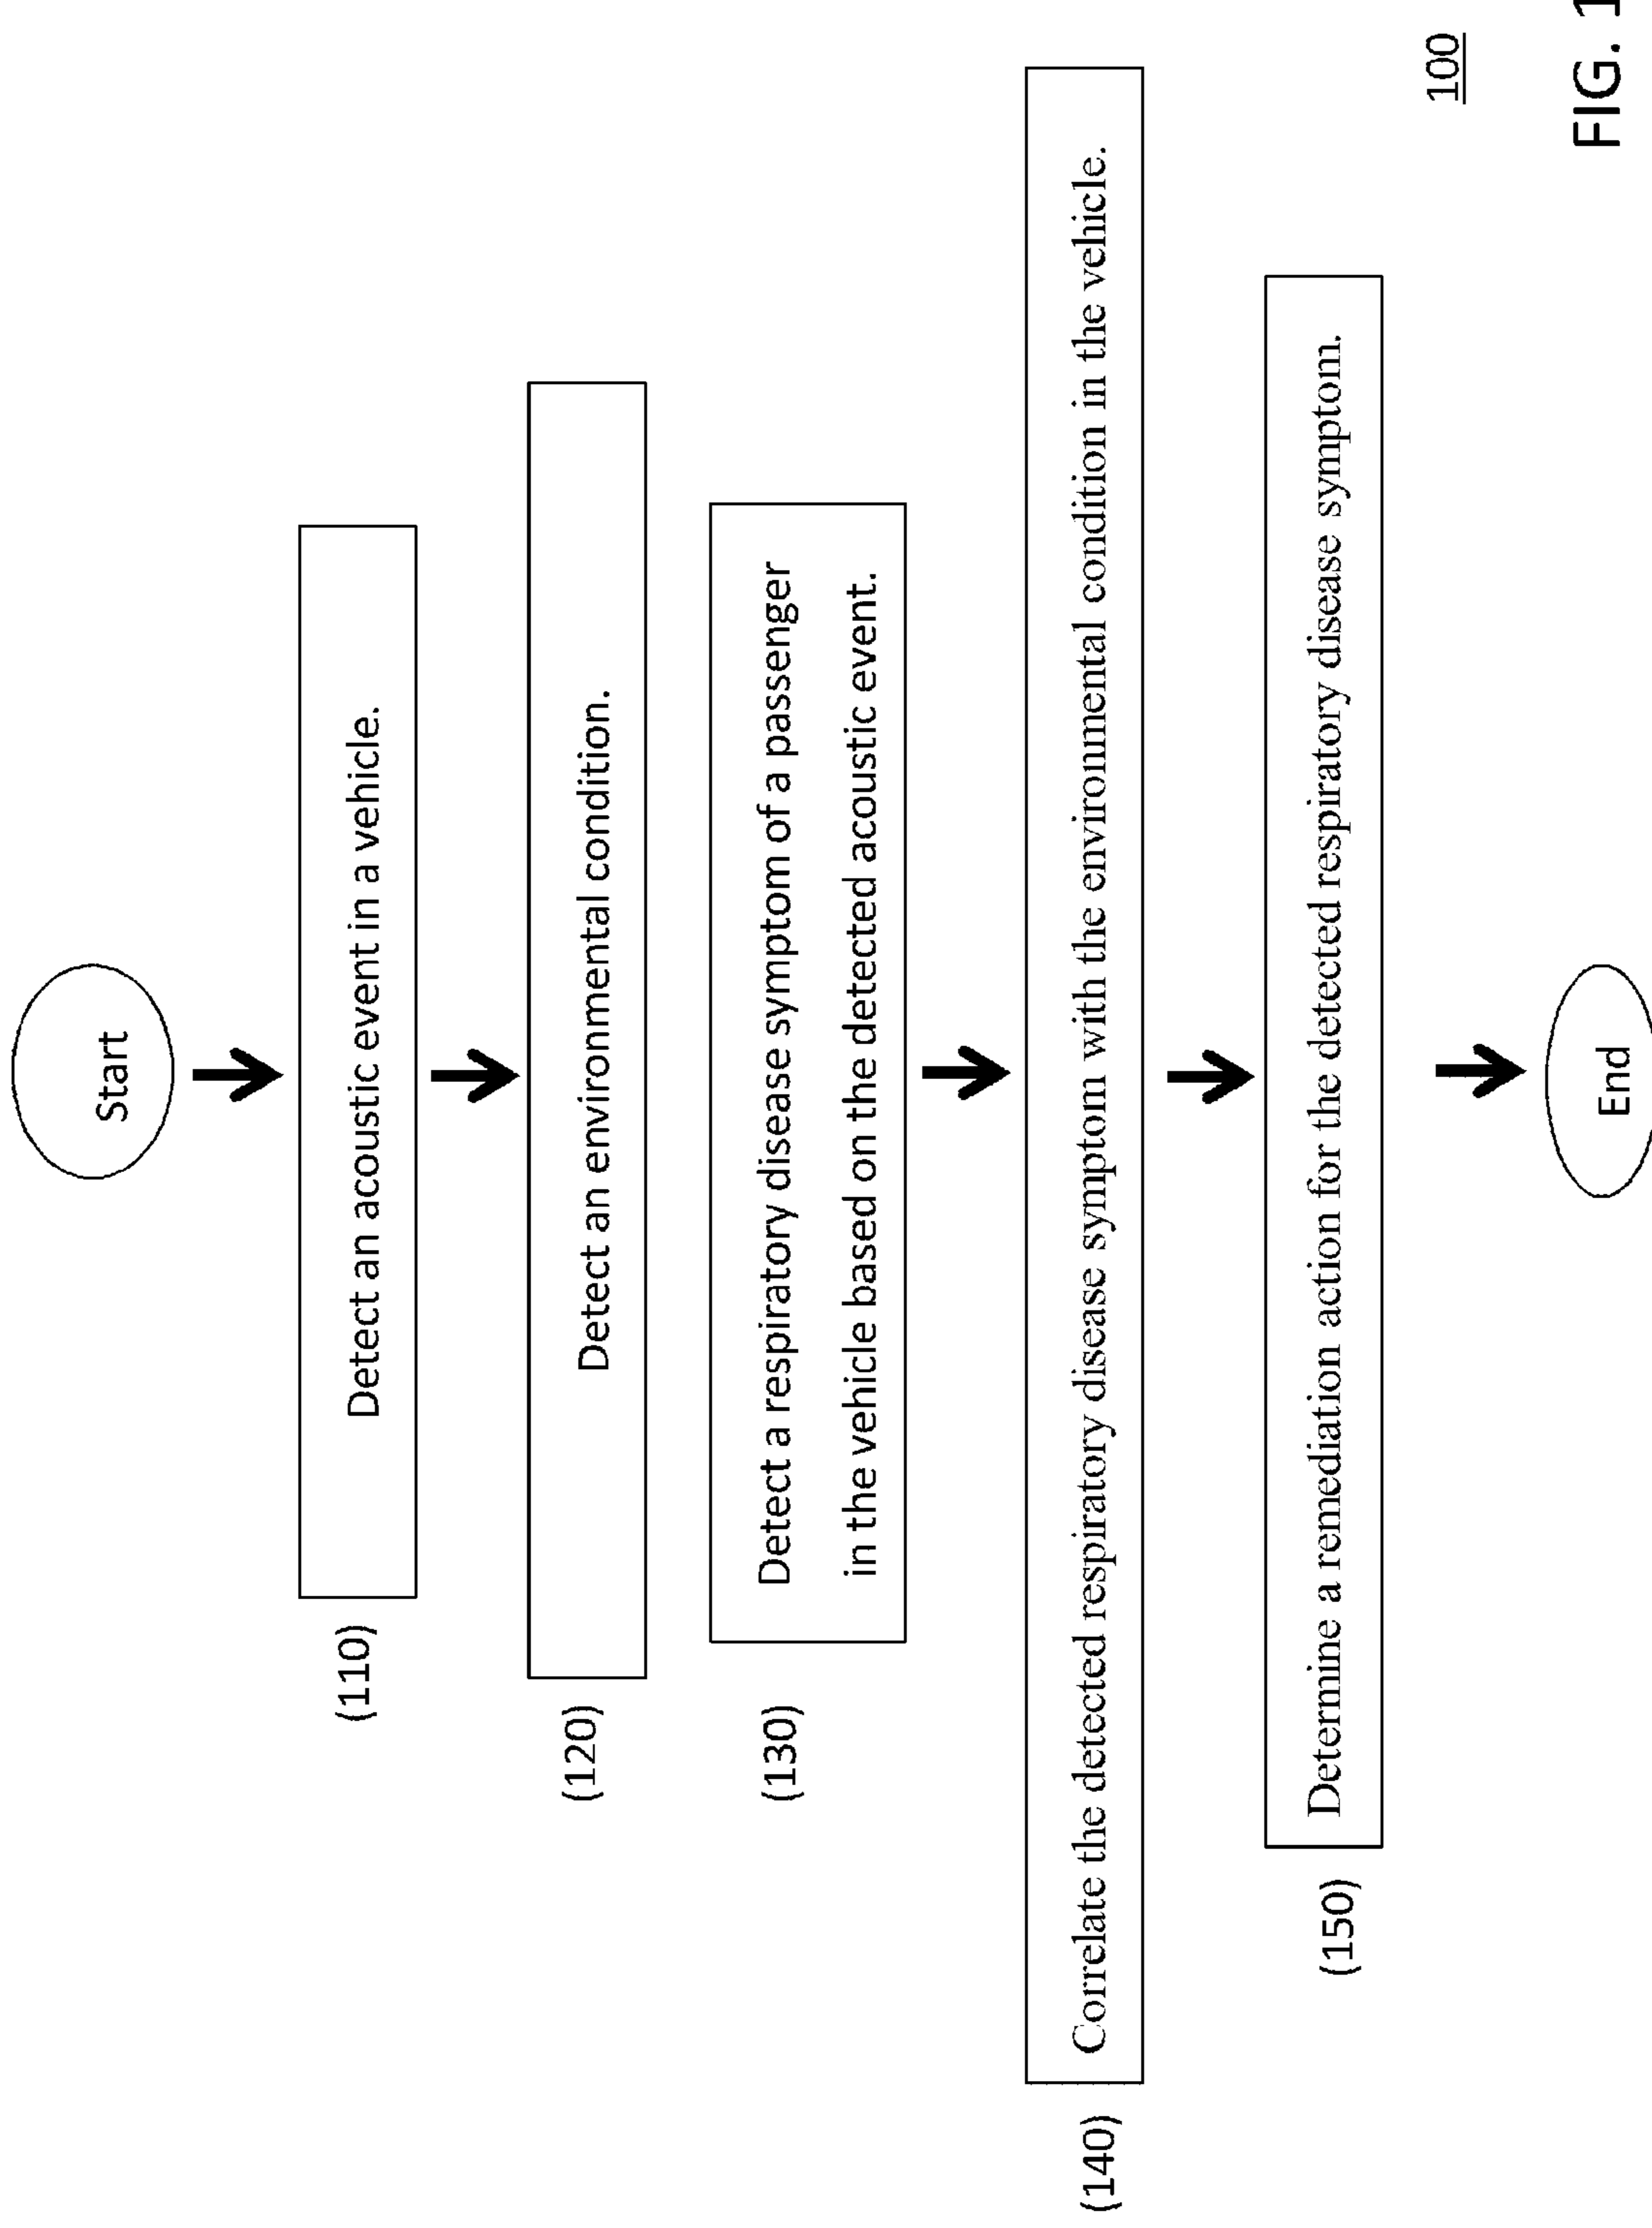 Start
(110)
Detect an acoustic event in a vehicle.
(120)
Detect an environmental condition.
(130)
Detect a respiratory disease symptom of a passenger
in the vehicle based on the detected acoustic event.
(140)
Correlate the detected respiratory disease symptom with the environmental condition in the vehicle.
(150)
Determine a remediation action for the detected respiratory disease symptom.
100
End
FIG. 1